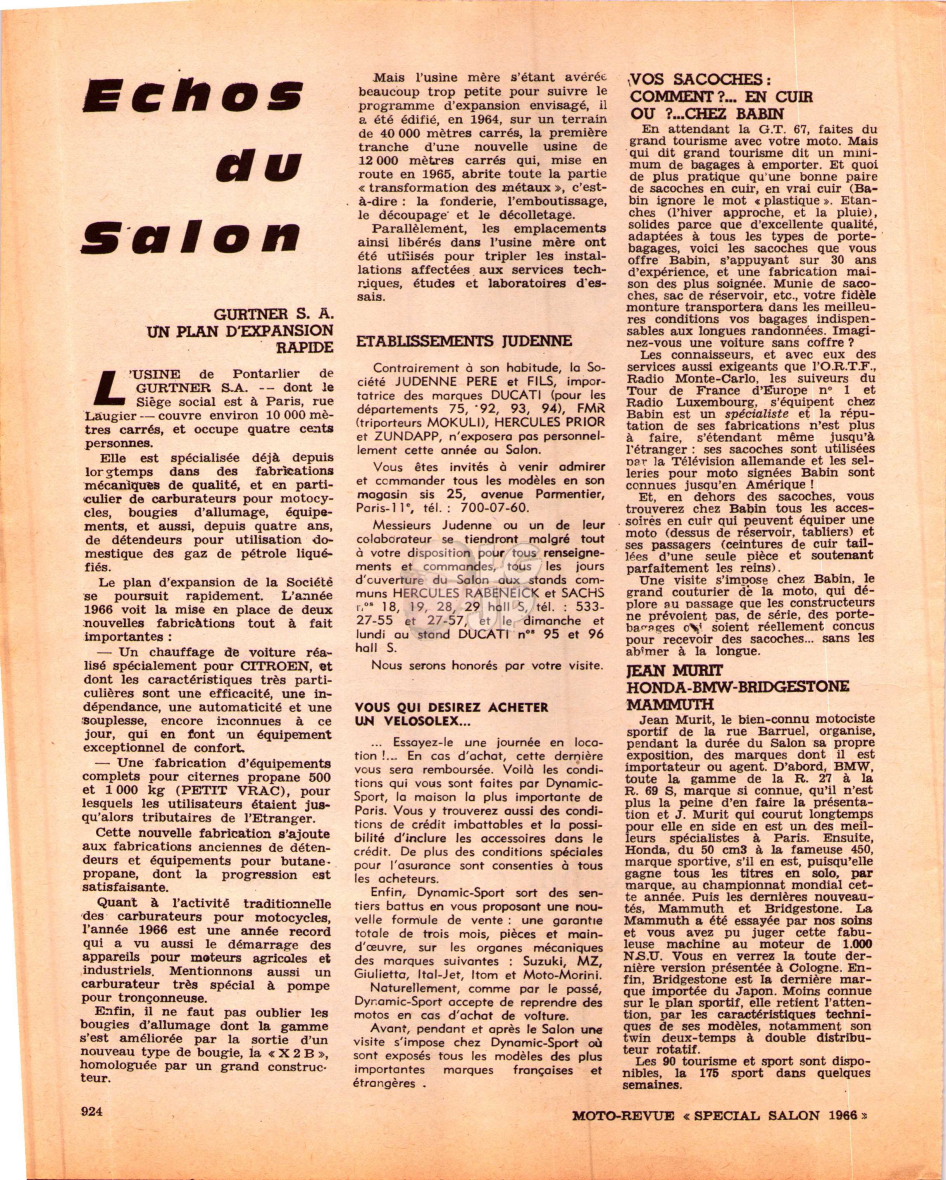 Echos
du
Salon
GURTNER S. A.
UN PLAN D'EXPANSION
RAPIDE
L'USINE de Pontarlier de
GURTNER S.A. -- dont le
Siège social est à Paris, rue
Laugier -- couvre environ 10 000 mè-
tres carrés, et occupe quatre cents
personnes.
Elle est spécialisée déjà depuis
longtemps dans des fabrications
mécaniques de qualité, et en parti-
culier de carburateurs pour motocy-
cles, bougies d'allumage, équipe-
ments, et aussi, depuis quatre ans,
de détendeurs pour utilisation do-
mestique des gaz de pétrole liqué-
fiés.
Le plan d'expansion de la Société
se poursuit rapidement. L'année
1966 voit la mise en place de deux
nouvelles fabrications tout à fait
importantes :
— Un chauffage de voiture réa-
lisé spécialement pour CITROEN, et
dont les caractéristiques très parti-
culières sont une efficacité, une in-
dépendance, une automaticité et une
souplesse, encore inconnues à ce
jour, qui en font un équipement
exceptionnel de confort.
— Une fabrication d'équipements
complets pour citernes propane 500
et 1 000 kg (PETIT VRAC), pour
lesquels les utilisateurs étaient jus-
qu'alors tributaires de l'Etranger.
Cette nouvelle fabrication s'ajoute
aux fabrications anciennes de déten-
deurs et équipements pour butane-
propane, dont la progression est
satisfaisante.
Quant à l'activité traditionnelle
des carburateurs pour motocycles,
l'année 1966 est une année record
qui a vu aussi le démarrage des
appareils pour moteurs agricoles et
industriels. Mentionnons aussi un
carburateur très spécial à pompe
pour tronçonneuse.
Enfin, il ne faut pas oublier les
bougies d'allumage dont la gamme
s'est améliorée par la sortie d'un
nouveau type de bougie, la « X 2 B »,
homologuée par un grand construc-
teur.
Mais l'usine mère s'étant avérée
beaucoup trop petite pour suivre le
programme d'expansion envisagé, il
a été édifié, en 1964, sur un terrain
de 40 000 mètres carrés, la première
tranche d'une nouvelle usine de
12 000 mètres carrés qui, mise en
route en 1965, abrite toute la partie
« transformation des métaux », c'est-
à-dire : la fonderie, l'emboutissage,
le découpage et le décolletage.
Parallèlement, les emplacements
ainsi libérés dans l'usine mère ont
été utilisés pour tripler les instal-
lations affectées aux services tech-
niques, études et laboratoires d'es-
sais.
ETABLISSEMENTS JUDENNE
Contrairement à son habitude, la So-
ciété JUDENNE PERE et FILS, impor-
tatrice des marques DUCATI (pour les
départements 75, 92, 93, 94), FMR
(triporteurs MOKULI), HERCULES PRIOR
et ZUNDAPP, n'exposera pas personnel-
lement cette année au Salon.
Vous êtes invités à venir admirer
et commander tous les modèles en son
magasin sis 25, avenue Parmentier,
Paris-11e, tél. : 700-07-60.
Messieurs Judenne ou un de leur
colaborateur se tiendront malgré tout
à votre disposition pour tous renseigne-
ments et commandes, tous les jours
d'ouverture du Salon aux stands com-
muns HERCULES RABENEICK et SACHS
nos 18, 19, 28, 29 hall S, tél. : 533-
27-55 et 27-57, et le dimanche et
lundi au stand DUCATI nos 95 et 96
hall S.
Nous serons honorés par votre visite.
VOUS QUI DESIREZ ACHETER
UN VELOSOLEX...
... Essayez-le une journée en loca-
tion !... En cas d'achat, cette dernière
vous sera remboursée. Voilà les condi-
tions qui vous sont faites par Dynamic-
Sport, la maison la plus importante de
Paris. Vous y trouverez aussi des condi-
tions de crédit imbattables et la possi-
bilité d'inclure les accessoires dans le
crédit. De plus des conditions spéciales
pour l'asurance sont consenties à tous
les acheteurs.
Enfin, Dynamic-Sport sort des sen-
tiers battus en vous proposant une nou-
velle formule de vente : une garantie
totale de trois mois, pièces et main-
d'œuvre, sur les organes mécaniques
des marques suivantes : Suzuki, MZ,
Giulietta, Ital-Jet, Itom et Moto-Morini.
Naturellement, comme par le passé,
Dynamic-Sport accepte de reprendre des
motos en cas d'achat de voiture.
Avant, pendant et après le Salon une
visite s'impose chez Dynamic-Sport où
sont exposés tous les modèles des plus
importantes marques françaises et
étrangères .
VOS SACOCHES :
COMMENT ?... EN CUIR
OU ?...CHEZ BABIN
En attendant la G.T. 67, faites du
grand tourisme avec votre moto. Mais
qui dit grand tourisme dit un mini-
mum de bagages à emporter. Et quoi
de plus pratique qu'une bonne paire
de sacoches en cuir, en vrai cuir (Ba-
bin ignore le mot « plastique ». Etan-
ches (l'hiver approche, et la pluie),
solides parce que d'excellente qualité,
adaptées à tous les types de porte-
bagages, voici les sacoches que vous
offre Babin, s'appuyant sur 30 ans
d'expérience, et une fabrication mai-
son des plus soignée. Munie de saco-
ches, sac de réservoir, etc., votre fidèle
monture transportera dans les meilleu-
res conditions vos bagages indispen-
sables aux longues randonnées. Imagi-
nez-vous une voiture sans coffre ?
Les connaisseurs, et avec eux des
services aussi exigeants que l'O.R.T.F.,
Radio Monte-Carlo, les suiveurs du
Tour de France d'Europe n° 1 et
Radio Luxembourg, s'équipent chez
Babin est un spécialiste et la répu-
tation de ses fabrications n'est plus
à faire, s'étendant même jusqu'à
l'étranger : ses sacoches sont utilisées
par la Télévision allemande et les sel-
leries pour moto signées Babin sont
connues jusqu'en Amérique !
Et, en dehors des sacoches, vous
trouverez chez Babin tous les acces-
soires en cuir qui peuvent équiper une
moto (dessus de réservoir, tabliers) et
ses passagers (ceintures de cuir tail-
lées d'une seule pièce et soutenant
parfaitement les reins).
Une visite s'impose chez Babin, le
grand couturier de la moto, qui dé-
plore au passage que les constructeurs
ne prévoient pas, de série, des porte-
bagages qui soient réellement concus
pour recevoir des sacoches... sans les
abîmer à la longue.
JEAN MURIT
HONDA-BMW-BRIDGESTONE
MAMMUTH
Jean Murit, le bien-connu motociste
sportif de la rue Barruel, organise,
pendant la durée du Salon sa propre
exposition, des marques dont il est
importateur ou agent. D'abord, BMW,
toute la gamme de la R. 27 à la
R. 69 S, marque si connue, qu'il n'est
plus la peine d'en faire la présenta-
tion et J. Murit qui courut longtemps
pour elle en side en est un des meil-
leurs spécialistes à Paris. Ensuite,
Honda, du 50 cm3 à la fameuse 450,
marque sportive, s'il en est, puisqu'elle
gagne tous les titres en solo, par
marque, au championnat mondial cet-
te année. Puis les dernières nouveau-
tés, Mammuth et Bridgestone. La
Mammuth a été essayée par nos soins
et vous avez pu juger cette fabu-
leuse machine au moteur de 1.000
N.S.U. Vous en verrez la toute der-
nière version présentée à Cologne. En-
fin, Bridgestone est la dernière mar-
que importée du Japon. Moins connue
sur le plan sportif, elle retient l'atten-
tion, par les caractéristiques techni-
ques de ses modèles, notamment son
twin deux-temps à double distribu-
teur rotatif.
Les 90 tourisme et sport sont dispo-
nibles, la 175 sport dans quelques
semaines.
924
MOTO-REVUE « SPECIAL SALON 1966 »